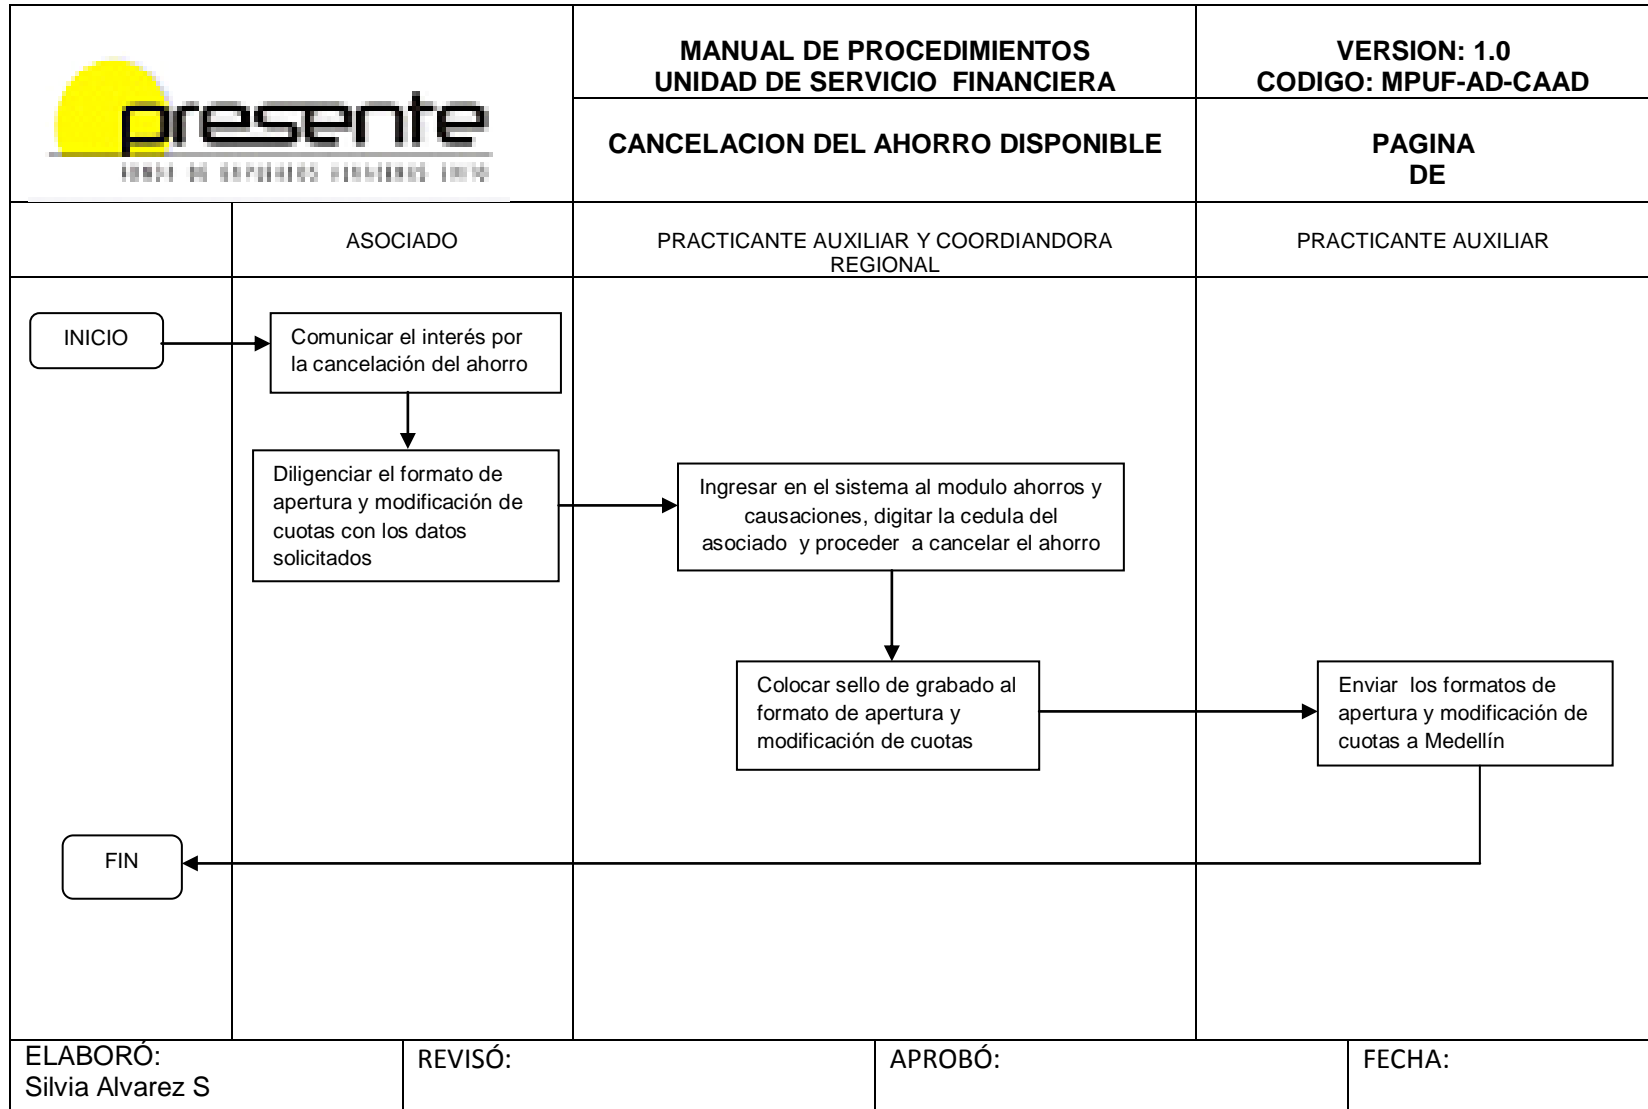 presente
MANUAL DE PROCEDIMIENTOS
UNIDAD DE SERVICIO FINANCIERA
VERSION: 1.0
CODIGO: MPUF-AD-CAAD
CANCELACION DEL AHORRO DISPONIBLE
PAGINA
DE
ASOCIADO
PRACTICANTE AUXILIAR Y COORDIANDORA
REGIONAL
PRACTICANTE AUXILIAR
INICIO
Comunicar el interés por
la cancelación del ahorro
Diligenciar el formato de
apertura y modificación de
cuotas con los datos
solicitados
Ingresar en el sistema al modulo ahorros y
causaciones, digitar la cedula del
asociado y proceder a cancelar el ahorro
Colocar sello de grabado al
formato de apertura y
modificación de cuotas
Enviar los formatos de
apertura y modificación de
cuotas a Medellín
FIN
ELABORÓ:
Silvia Alvarez S
REVISÓ:
APROBÓ:
FECHA: